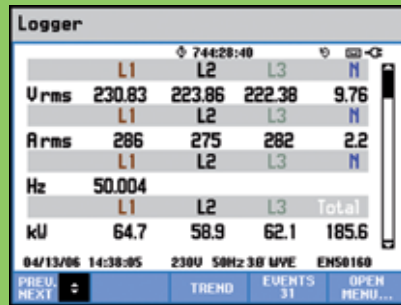 Logger
744:28:40
L1 L2 L3 N
Vrms 230.83 223.86 222.38 9.76
L1 L2 L3 N
Arms 286 275 282 2.2
L1 L2 L3 N
Hz 50.004
L1 L2 L3 Total
kW 64.7 58.9 62.1 185.6
04/13/06 14:38:05 230V 50Hz 3Ø WYE EN50160
PREV. NEXT TREND EVENTS 31 OPEN MENU...